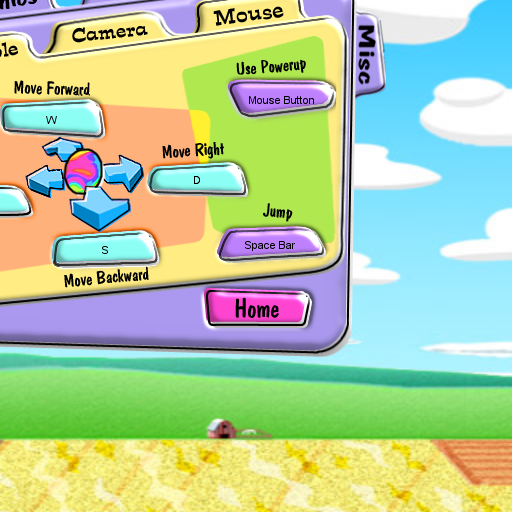 Mouse
Camera
Misc
Use Powerup
Move Forward
Mouse Button
W
Move Right
D
Jump
S
Space Bar
Move Backward
Home